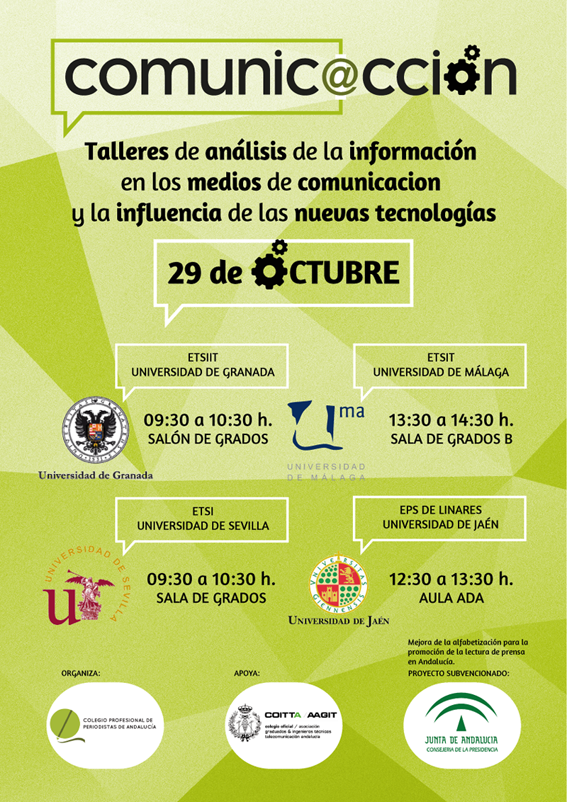 comunic@cción
Talleres de análisis de la información
en los medios de comunicacion
y la influencia de las nuevas tecnologías
29 de OCTUBRE
ETSIIT
UNIVERSIDAD DE GRANADA
09:30 a 10:30 h.
SALÓN DE GRADOS
Universidad de Granada
ETSIT
UNIVERSIDAD DE MÁLAGA
uma
13:30 a 14:30 h.
SALA DE GRADOS B
UNIVERSIDAD
DE MÁLAGA
ETSI
UNIVERSIDAD DE SEVILLA
UNIVERSIDAD DE SEVILLA
u
09:30 a 10:30 h.
SALA DE GRADOS
EPS DE LINARES
UNIVERSIDAD DE JAÉN
UNIVERSITAS
GIENNENSIS
12:30 a 13:30 h.
AULA ADA
UNIVERSIDAD DE JAÉN
Mejora de la alfabetización para la
promoción de la lectura de prensa
en Andalucía.
PROYECTO SUBVENCIONADO:
ORGANIZA:
COLEGIO PROFESIONAL DE
PERIODISTAS DE ANDALUCÍA
APOYA:
COITTA AAGIT
colegio oficial / asociación
graduados & ingenieros técnicos
telecomunicación andalucía
JUNTA DE ANDALUCIA
CONSEJERÍA DE LA PRESIDENCIA